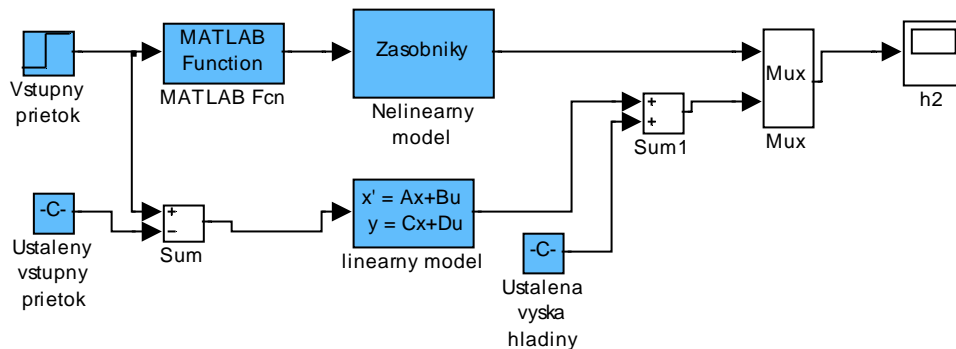 Vstupny
prietok
MATLAB
Function
MATLAB Fcn
Zasobniky
Nelinearny
model
Mux
Mux
h2
+
+
Sum1
-C-
Ustaleny
vstupny
prietok
+
−
Sum
x' = Ax+Bu
y = Cx+Du
linearny model
-C-
Ustalena
vyska
hladiny